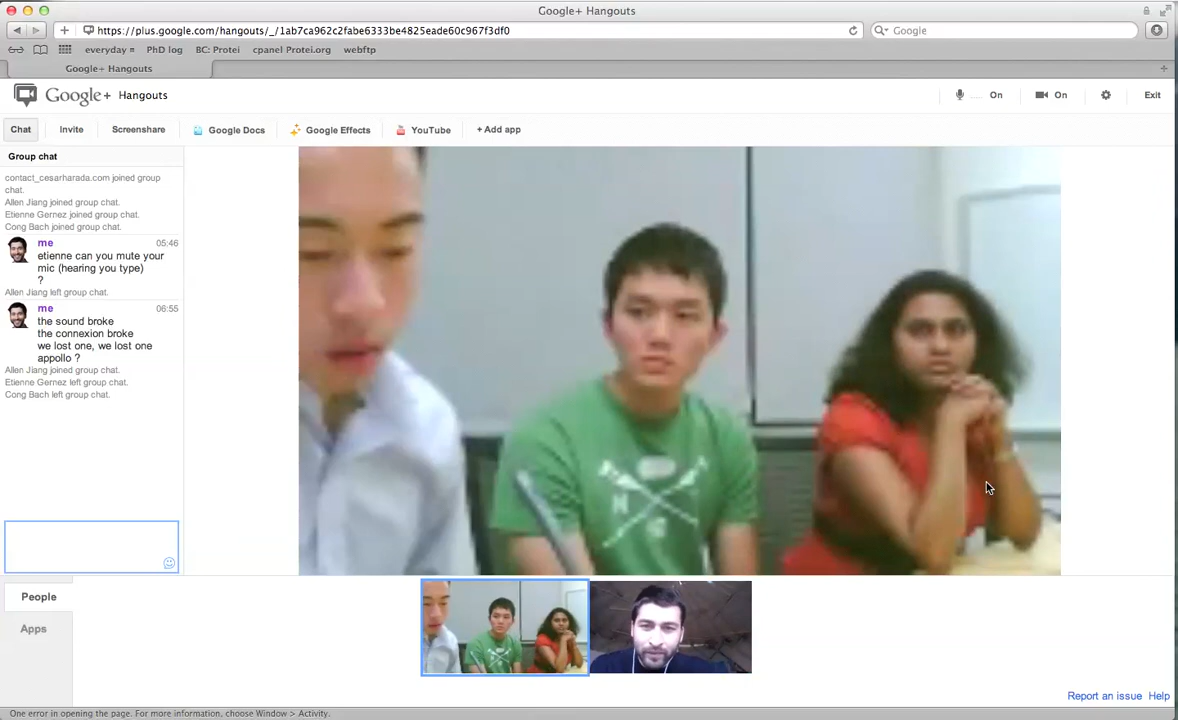 Google+ Hangouts
https://plus.google.com/hangouts/_/1ab7ca962c2fabe6333be4825eade60c967f3df0
Google
everyday
PhD log
BC: Protei
cpanel Protei.org
webftp
Google+ Hangouts
Google+ Hangouts
On
On
Exit
Chat
Invite
Screenshare
Google Docs
Google Effects
YouTube
+ Add app
Group chat
contact_cesarharada.com joined group
chat.
Allen Jiang joined group chat.
Etienne Gernez joined group chat.
Cong Bach joined group chat.
me 05:46
etienne can you mute your
mic (hearing you type)
?
Allen Jiang left group chat.
me 06:55
the sound broke
the connexion broke
we lost one, we lost one
appollo ?
Allen Jiang joined group chat.
Etienne Gernez left group chat.
Cong Bach left group chat.
H
People
Apps
Report an issue Help
One error in opening the page. For more information, choose Window > Activity.